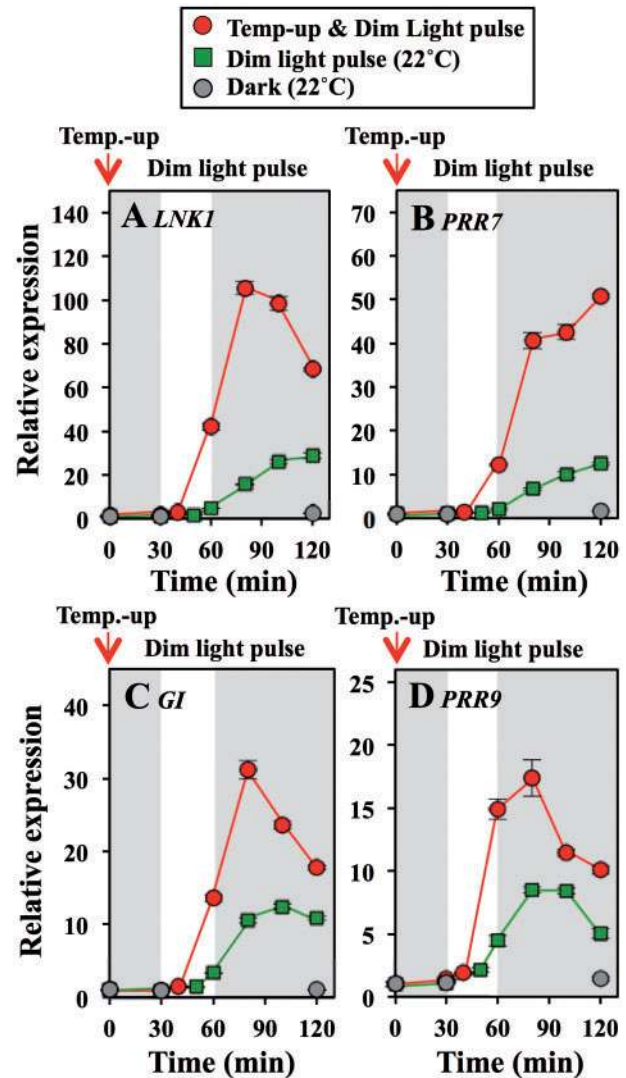 Temp-up & Dim Light pulse
Dim light pulse (22˚C)
Dark (22˚C)
Temp.-up
Dim light pulse
A LNK1
Relative expression
140
120
100
80
60
40
20
0
0 30 60 90 120
Time (min)
Temp.-up
Dim light pulse
B PRR7
70
60
50
40
30
20
10
0
0 30 60 90 120
Time (min)
Temp.-up
Dim light pulse
C GI
Relative expression
40
30
20
10
0
0 30 60 90 120
Time (min)
Temp.-up
Dim light pulse
D PRR9
25
20
15
10
5
0
0 30 60 90 120
Time (min)